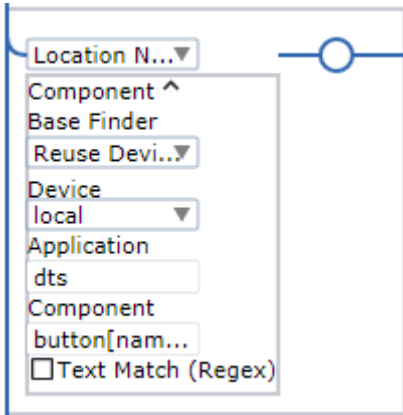 Location N...
Component
Base Finder
Reuse Devi...
Device
local
Application
dts
Component
button[nam...
Text Match (Regex)